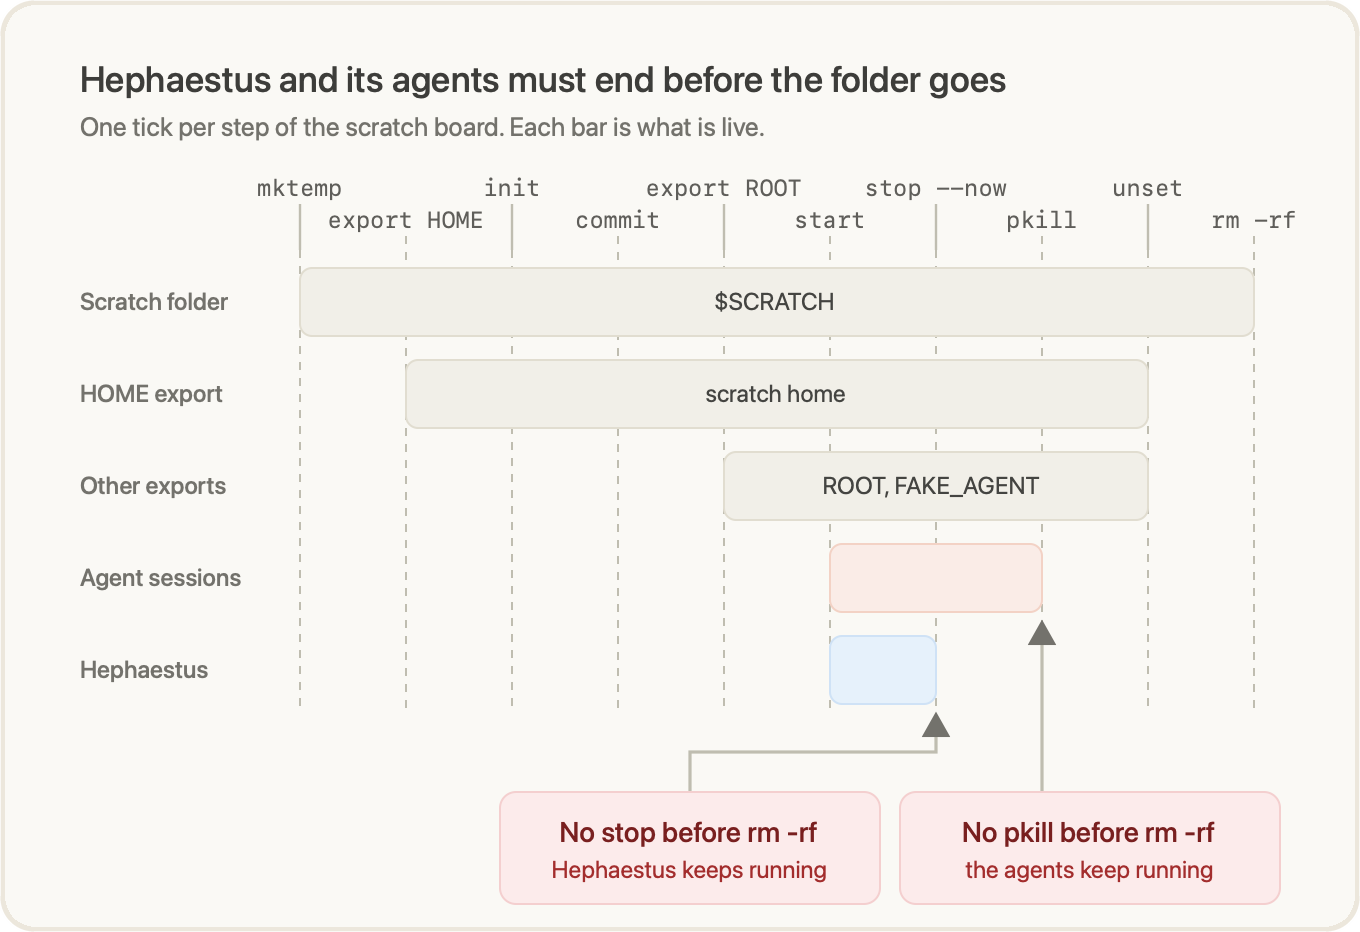 Hephaestus and its agents must end before the folder goes
One tick per step of the scratch board. Each bar is what is live.
mktemp init export ROOT stop --now unset
export HOME commit start pkill rm -rf
Scratch folder $SCRATCH
HOME export scratch home
Other exports ROOT, FAKE_AGENT
Agent sessions
Hephaestus
No stop before rm -rf
Hephaestus keeps running
No pkill before rm -rf
the agents keep running